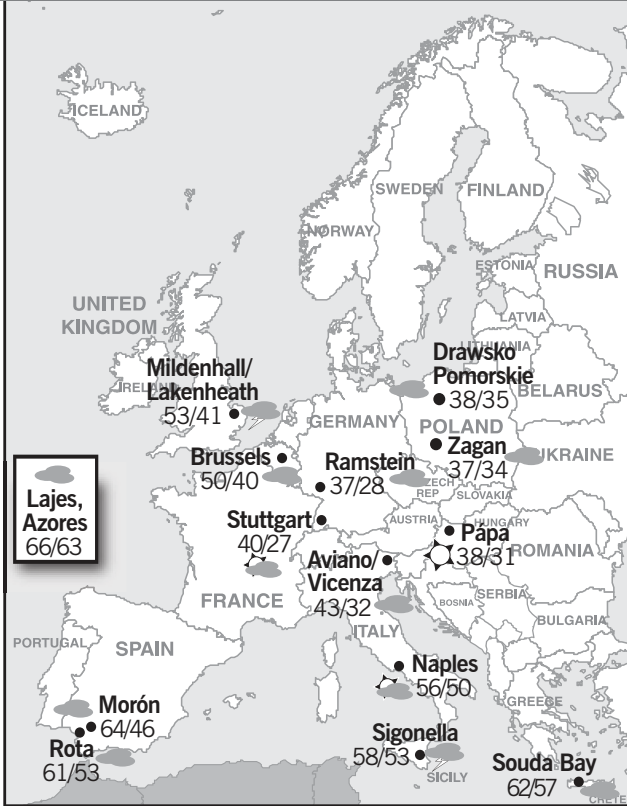 ICELAND
SWEDEN
FINLAND
NORWAY
ESTONIA
RUSSIA
LATVIA
LITHUANIA
UNITED
KINGDOM
IRELAND
Mildenhall/
Lakenheath
53/41
Drawsko
Pomorskie
38/35
BELARUS
GERMANY
POLAND
Zagan
37/34
UKRAINE
Brussels
50/40
Ramstein
37/28
CZECH
REP
SLOVAKIA
Lajes,
Azores
66/63
Stuttgart
40/27
AUSTRIA
HUNGARY
Pápa
38/31
ROMANIA
Aviano/
Vicenza
43/32
FRANCE
BOSNIA
SERBIA
BULGARIA
ITALY
PORTUGAL
SPAIN
Naples
56/50
GREECE
Morón
64/46
Rota
61/53
Sigonella
58/53
SICILY
Souda Bay
62/57
CRETE